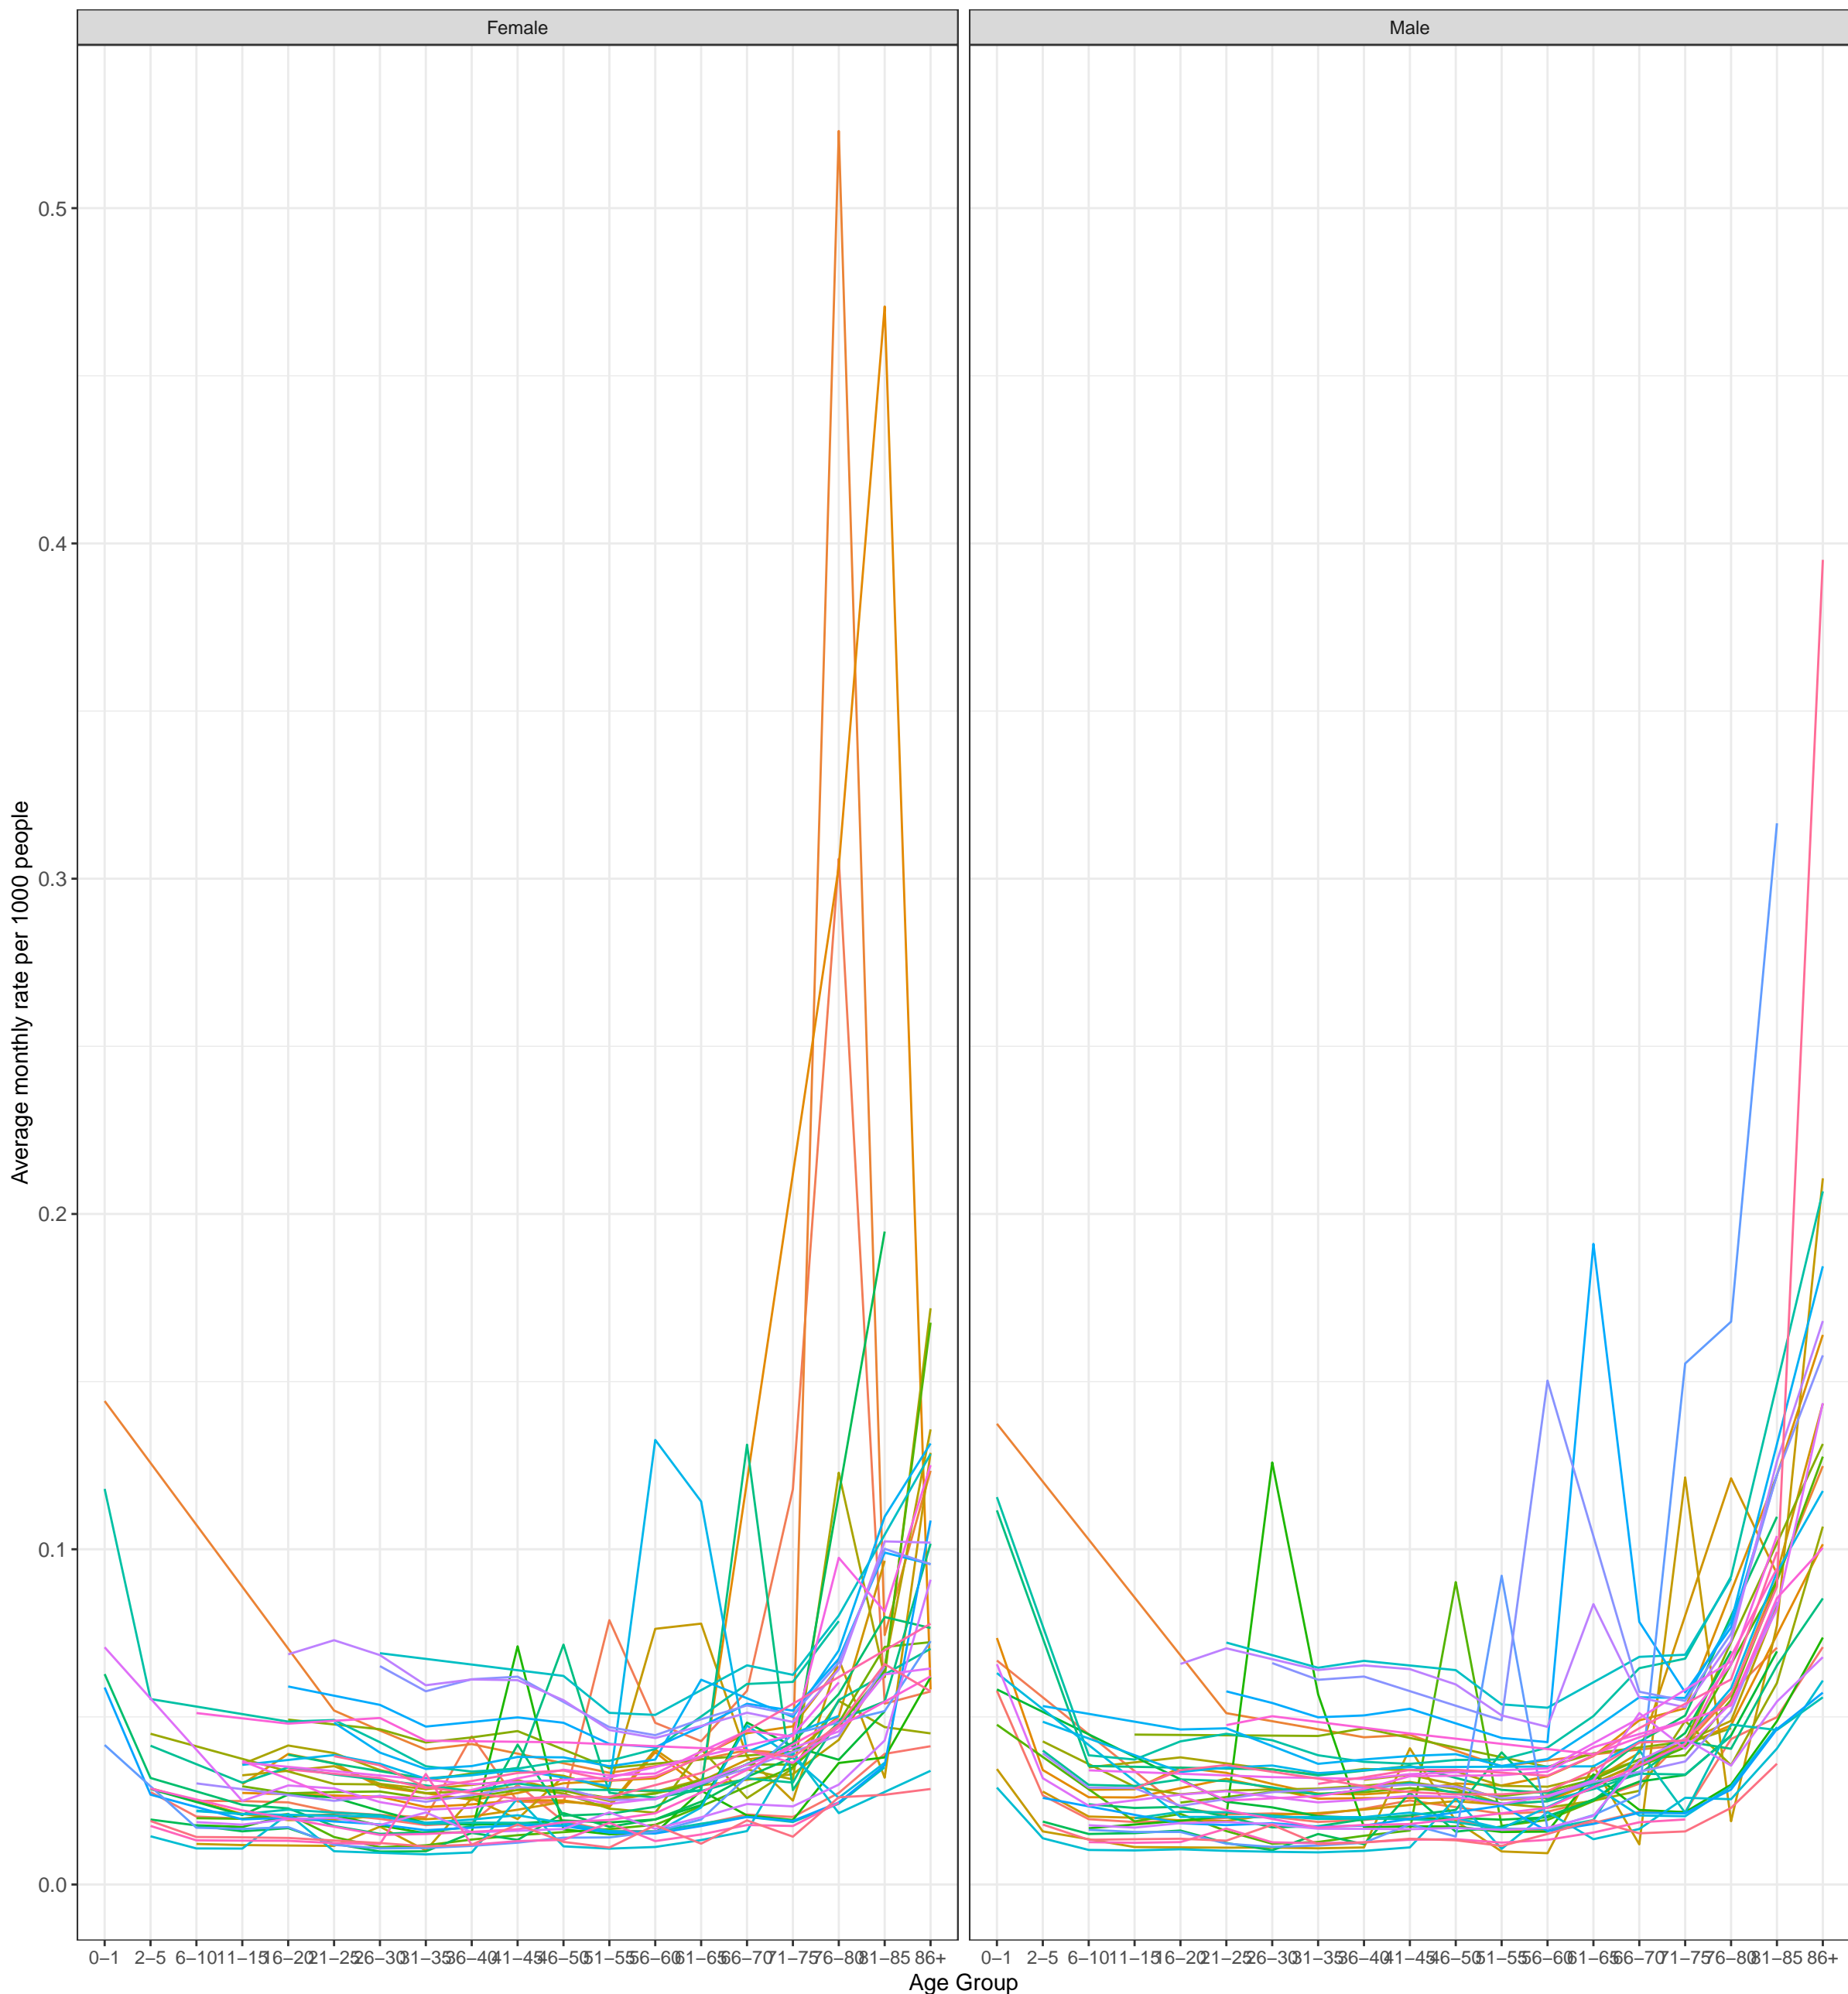 Female Male
Average monthly rate per 1000 people
0.5
0.4
0.3
0.2
0.1
0.0
0–1 2–5 6–10 11–15 16–20 21–25 26–30 31–35 36–40 41–45 46–50 51–55 56–60 61–65 66–70 71–75 76–80 81–85 86+ 0–1 2–5 6–10 11–15 16–20 21–25 26–30 31–35 36–40 41–45 46–50 51–55 56–60 61–65 66–70 71–75 76–80 81–85 86+
Age Group